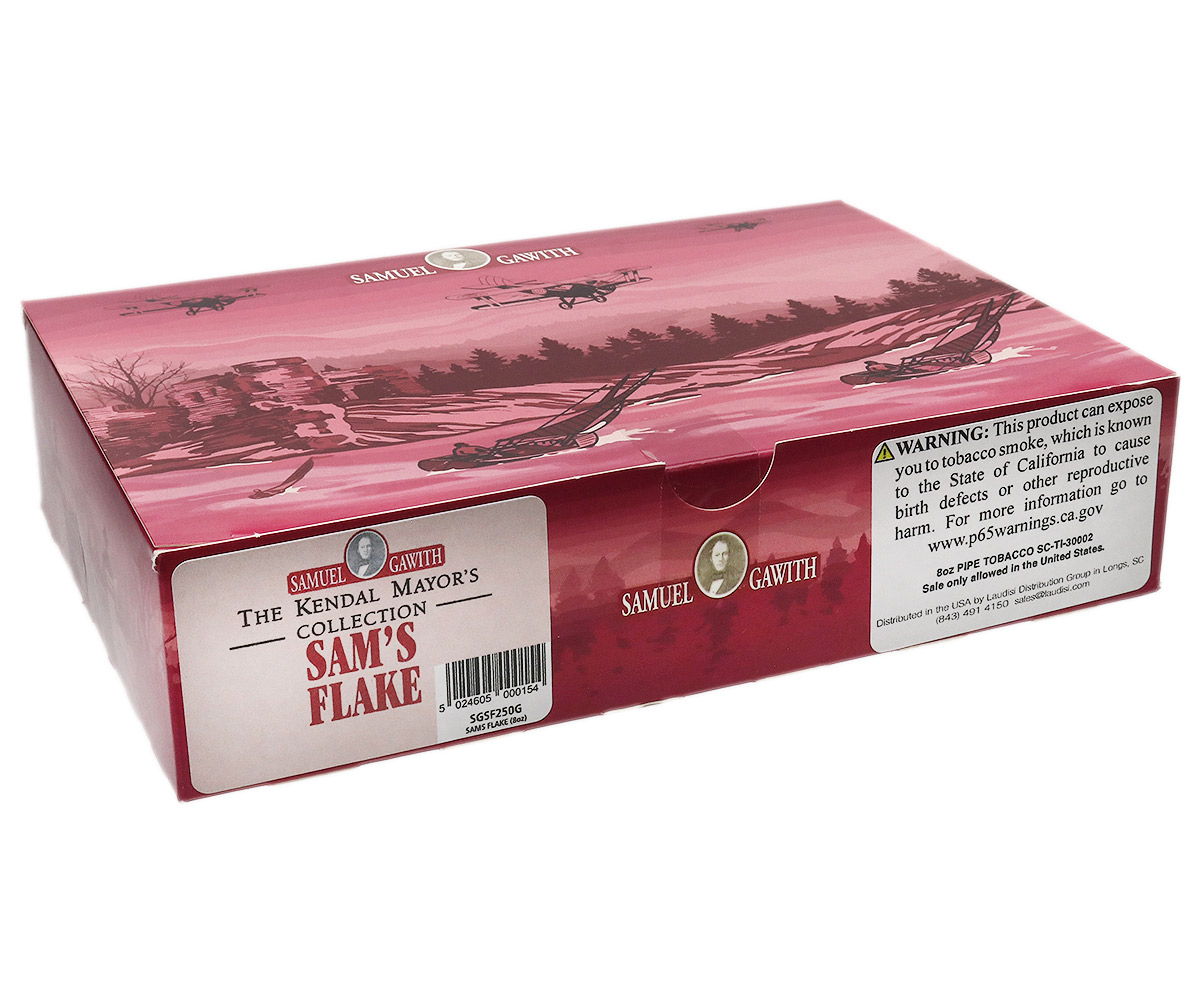 SAMUEL GAWITH
SAMUEL GAWITH
THE KENDAL MAYOR'S
COLLECTION
SAM'S
FLAKE
5 024605 000154
SGSF250G
SAMS FLAKE (8oz)
SAMUEL GAWITH
WARNING: This product can expose
you to tobacco smoke, which is known
to the State of California to cause
birth defects or other reproductive
harm. For more information go to
www.p65warnings.ca.gov
8oz PIPE TOBACCO SC-TI-30002
Sale only allowed in the United States.
Distributed in the USA by Laudisi Distribution Group in Longs, SC
(843) 491 4150 sales@laudisi.com